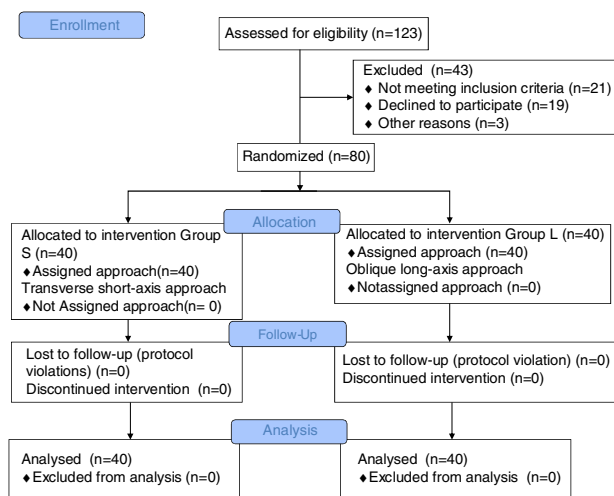 Enrollment
Assessed for eligibility (n=123)
Excluded (n=43)
♦ Not meeting inclusion criteria (n=21)
♦ Declined to participate (n=19)
♦ Other reasons (n=3)
Randomized (n=80)
Allocation
Allocated to intervention Group
S (n=40)
♦Assigned approach(n=40)
Transverse short-axis approach
♦Not Assigned approach(n= 0)
Allocated to intervention Group L (n=40)
♦Assigned approach (n=40)
Oblique long-axis approach
♦Notassigned approach (n=0)
Follow-Up
Lost to follow-up (protocol
violations) (n=0)
Discontinued intervention (n=0)
Lost to follow-up (protocol violation) (n=0)
Discontinued intervention (n=0)
Analysis
Analysed (n=40)
♦Excluded from analysis (n=0)
Analysed (n=40)
♦Excluded from analysis (n=0)